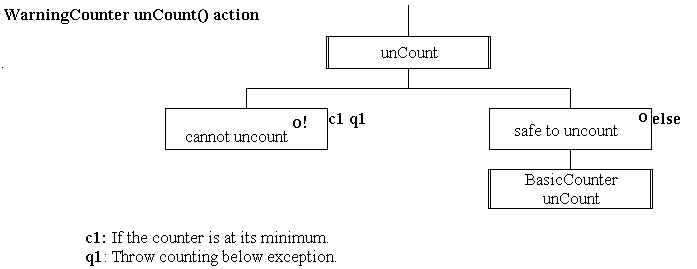 WarningCounter unCount() action
unCount
cannot uncount o! c1 q1
safe to uncount o else
BasicCounter
unCount
c1: If the counter is at its minimum.
q1: Throw counting below exception.